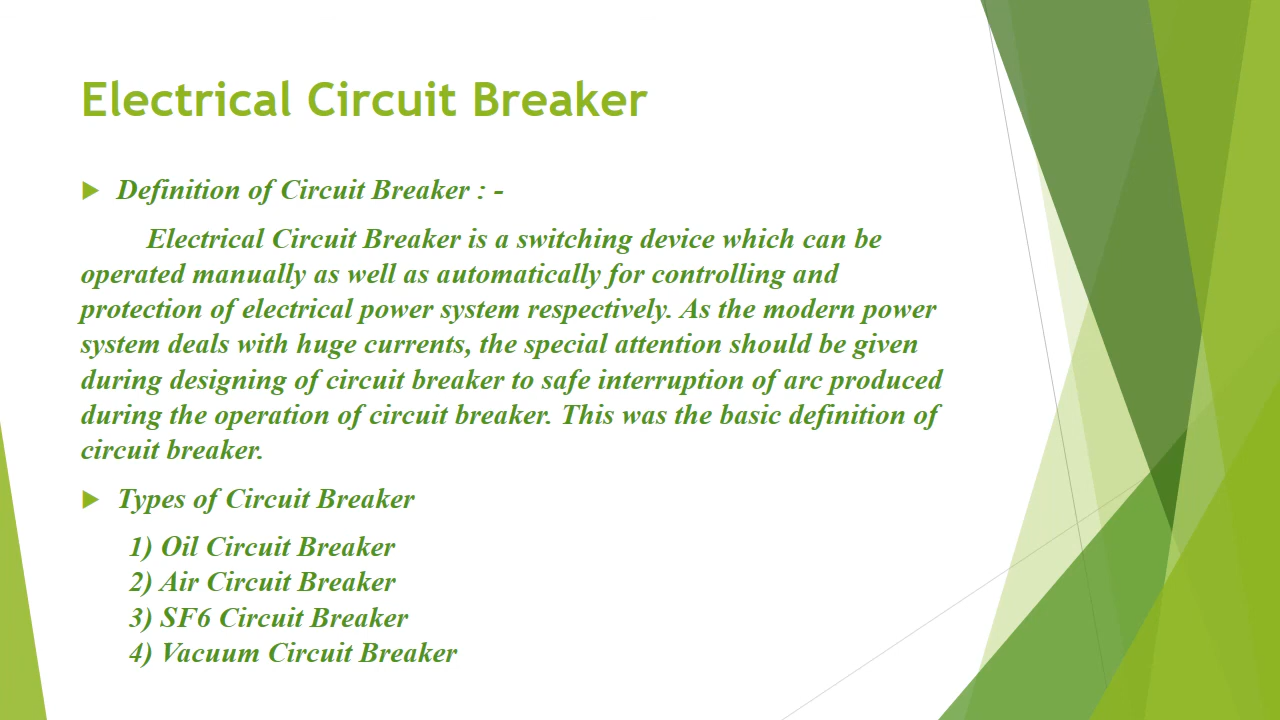 Electrical Circuit Breaker
Definition of Circuit Breaker : -
Electrical Circuit Breaker is a switching device which can be
operated manually as well as automatically for controlling and
protection of electrical power system respectively. As the modern power
system deals with huge currents, the special attention should be given
during designing of circuit breaker to safe interruption of arc produced
during the operation of circuit breaker. This was the basic definition of
circuit breaker.
Types of Circuit Breaker
1) Oil Circuit Breaker
2) Air Circuit Breaker
3) SF6 Circuit Breaker
4) Vacuum Circuit Breaker